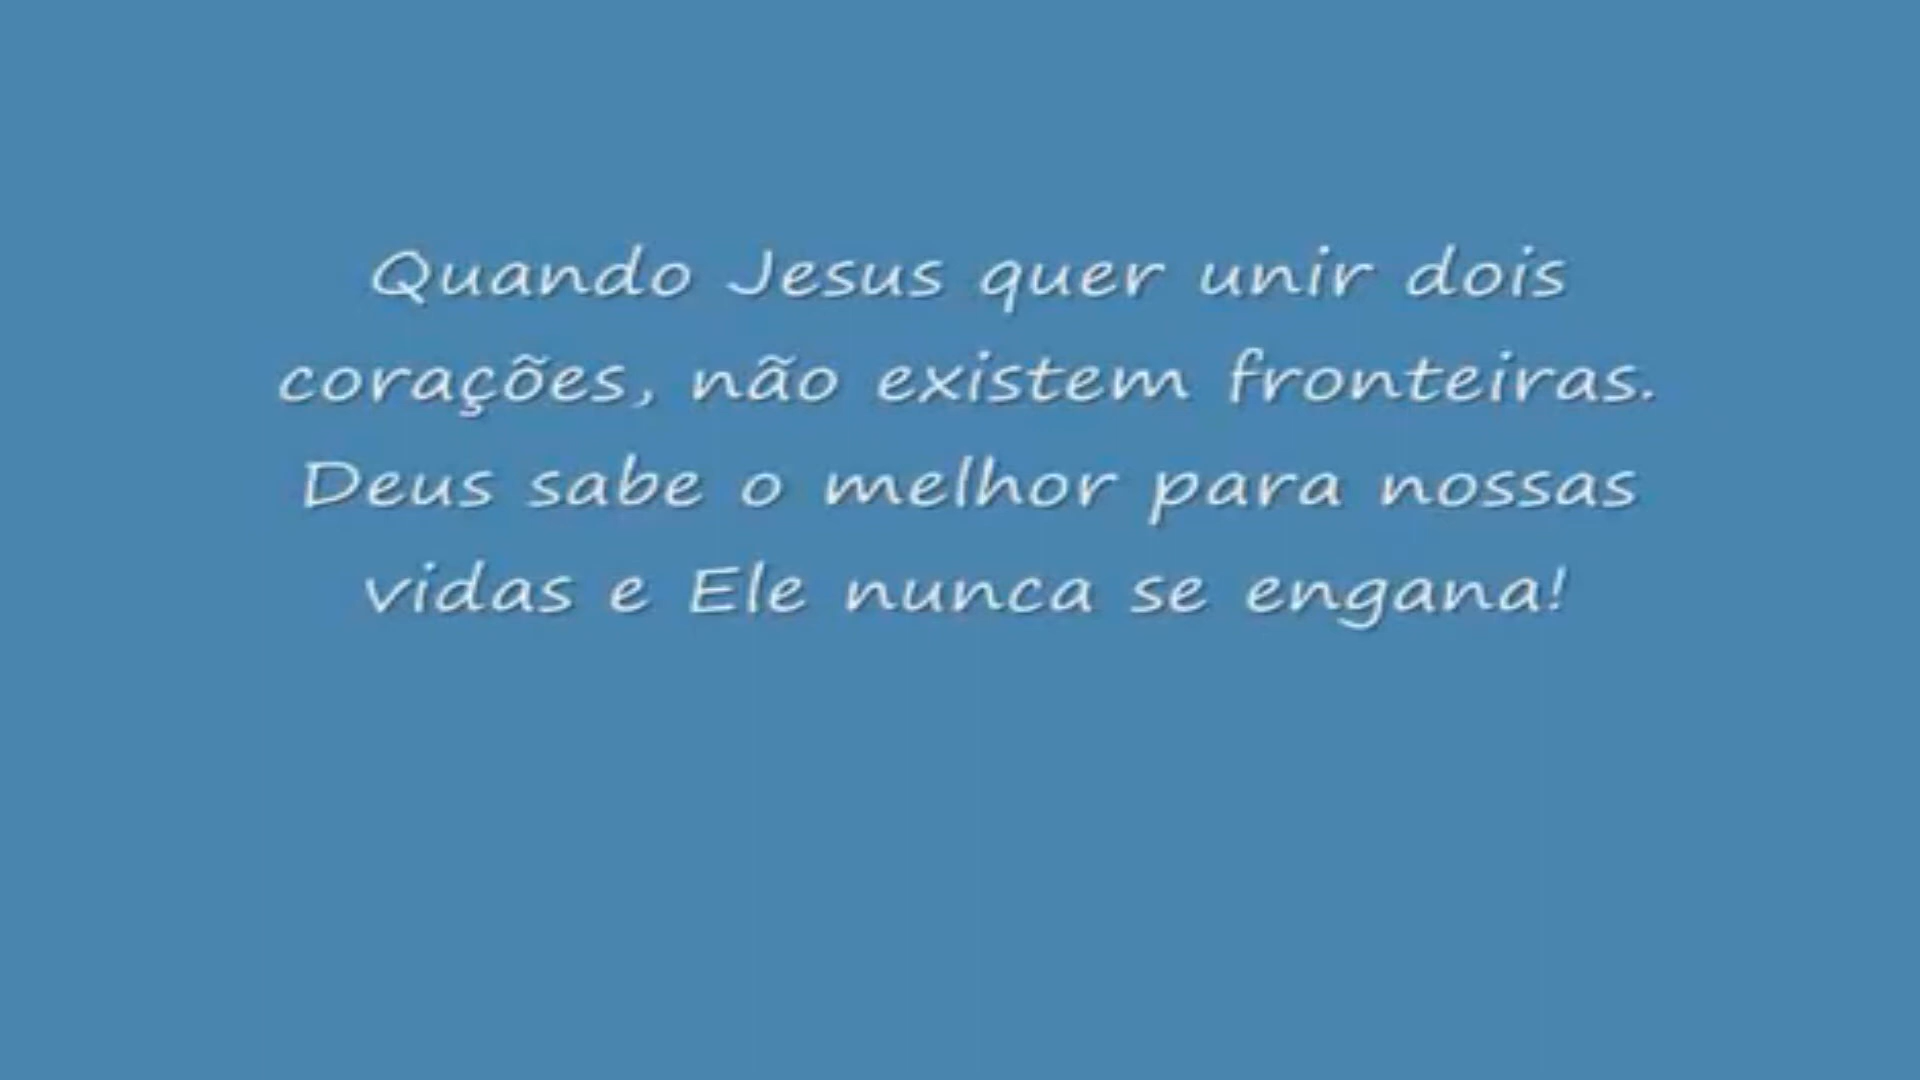 Quando Jesus quer unir dois
corações, não existem fronteiras.
Deus sabe o melhor para nossas
vidas e Ele nunca se engana!